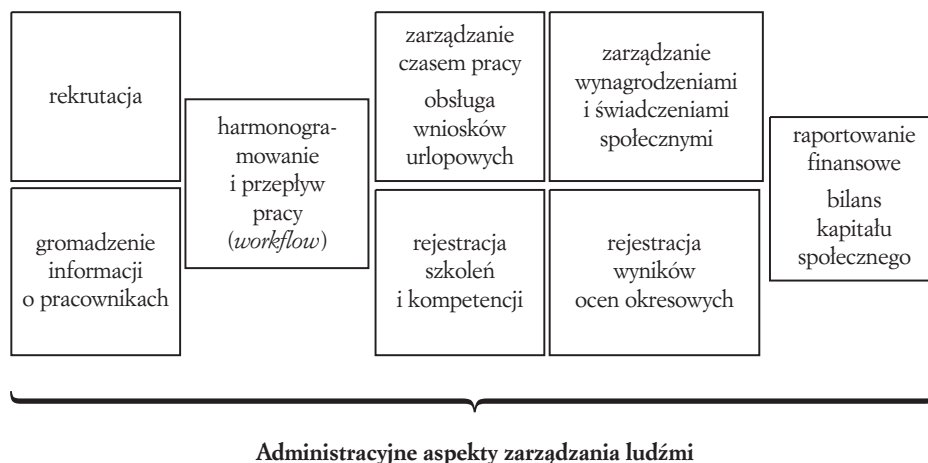 rekrutacja
gromadzenie
informacji
o pracownikach
harmonogra-
mowanie
i przepływ
pracy
(workflow)
zarządzanie
czasem pracy
obsługa
wniosków
urlopowych
rejestracja
szkoleń
i kompetencji
zarządzanie
wynagrodzeniami
i świadczeniami
społecznymi
rejestracja
wyników
ocen okresowych
raportowanie
finansowe
bilans
kapitału
społecznego
Administracyjne aspekty zarządzania ludźmi